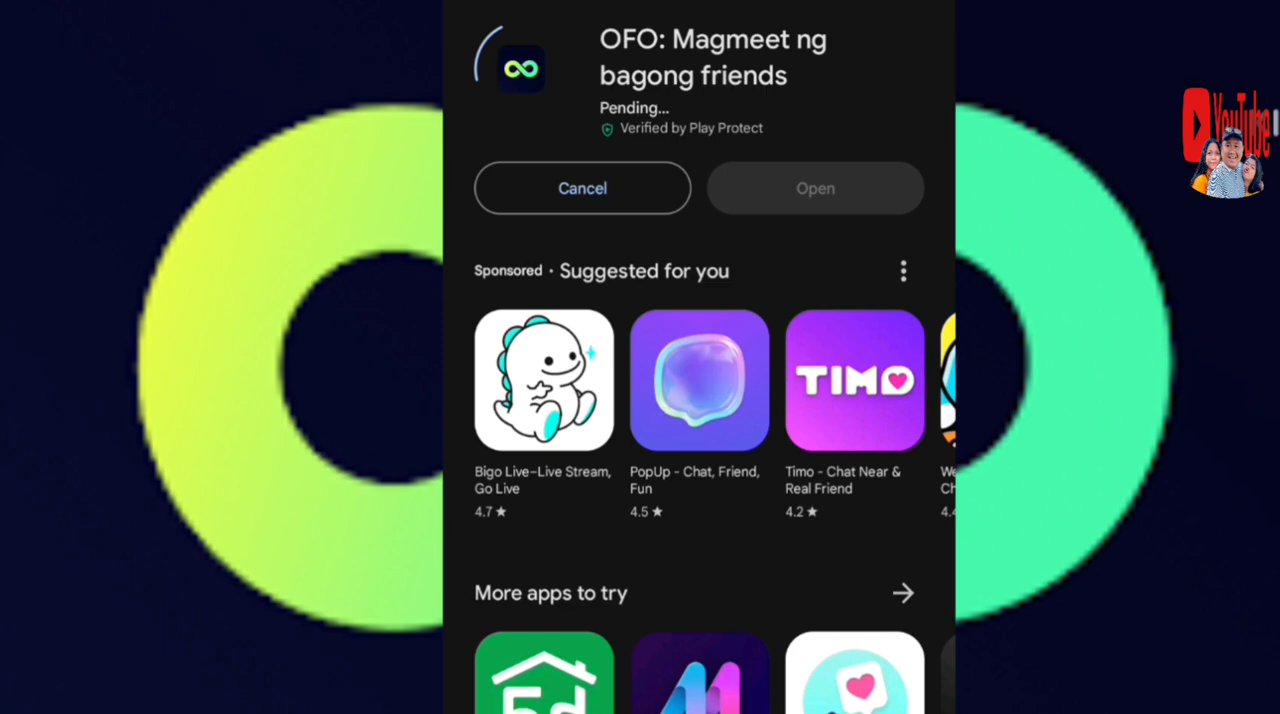 OFO: Magmeet ng
bagong friends
Pending...
Verified by Play Protect
Cancel
Open
YouTube
Sponsored · Suggested for you
TIMO
Bigo Live–Live Stream,
Go Live
4.7 ★
PopUp - Chat, Friend,
Fun
4.5 ★
Timo - Chat Near &
Real Friend
4.2 ★
More apps to try